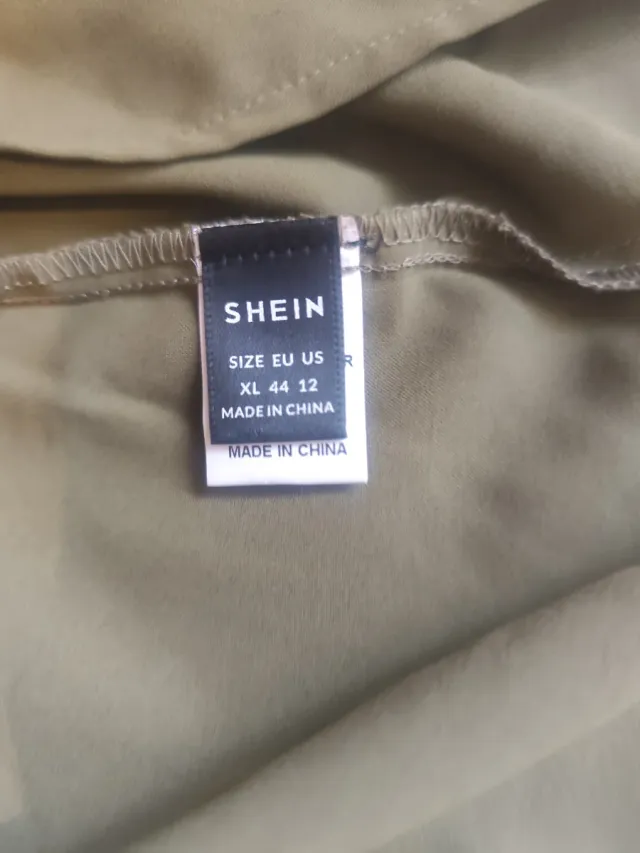 SHEIN
SIZE EU US
XL 44 12
MADE IN CHINA
R
MADE IN CHINA